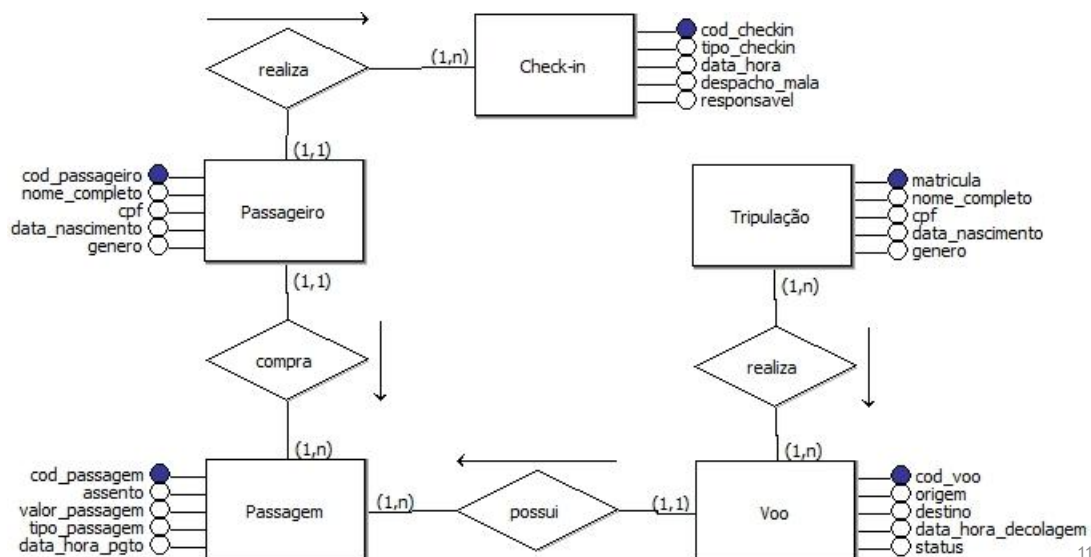 cod_checkin
tipo_checkin
data_hora
despacho_mala
responsavel
Check-in
(1,n)
realiza
(1,1)
cod_passageiro
nome_completo
cpf
data_nascimento
genero
Passageiro
matricula
nome_completo
cpf
data_nascimento
genero
Tripulação
(1,1)
(1,n)
compra
realiza
(1,n)
(1,n)
cod_passagem
assento
valor_passagem
tipo_passagem
data_hora_pgto
Passagem
(1,n)
possui
(1,1)
Voo
cod_voo
origem
destino
data_hora_decolagem
status
11